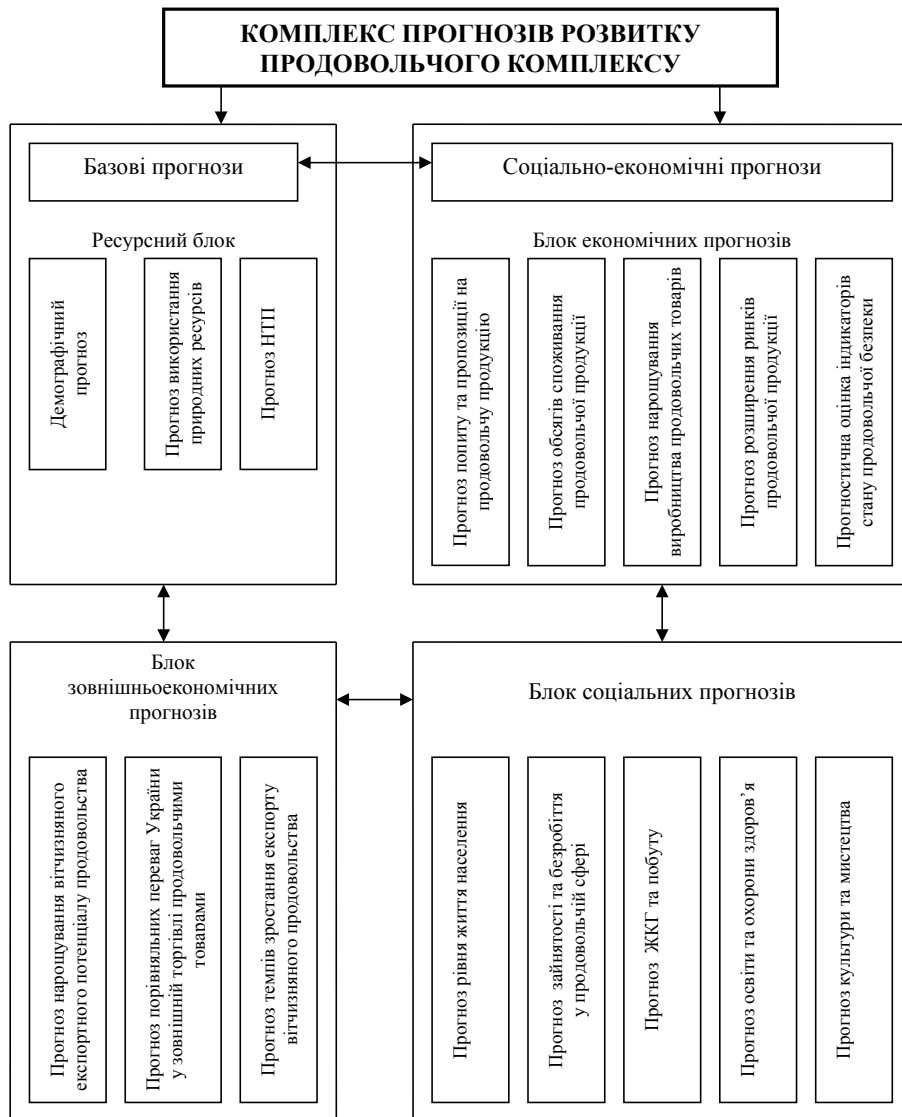 КОМПЛЕКС ПРОГНОЗІВ РОЗВИТКУ
ПРОДОВОЛЬЧОГО КОМПЛЕКСУ
Базові прогнози
Ресурсний блок
Демографічний
прогноз
Прогноз використання
природних ресурсів
Прогноз НТП
Соціально-економічні прогнози
Блок економічних прогнозів
Прогноз попиту та пропозиції на
продовольчу продукцію
Прогноз обсягів споживання
продовольчої продукції
Прогноз нарощування
виробництва продовольчих товарів
Прогноз розширення ринків
продовольчої продукції
Прогностична оцінка індикаторів
стану продовольчої безпеки
Блок
зовнішньоекономічних
прогнозів
Прогноз нарощування вітчизняного
експортного потенціалу продовольства
Прогноз порівняльних переваг України
у зовнішній торгівлі продовольчими
товарами
Прогноз темпів зростання експорту
вітчизняного продовольства
Блок соціальних прогнозів
Прогноз рівня життя населення
Прогноз зайнятості та безробіття
у продовольчій сфері
Прогноз ЖКГ та побуту
Прогноз освіти та охорони здоров’я
Прогноз культури та мистецтва